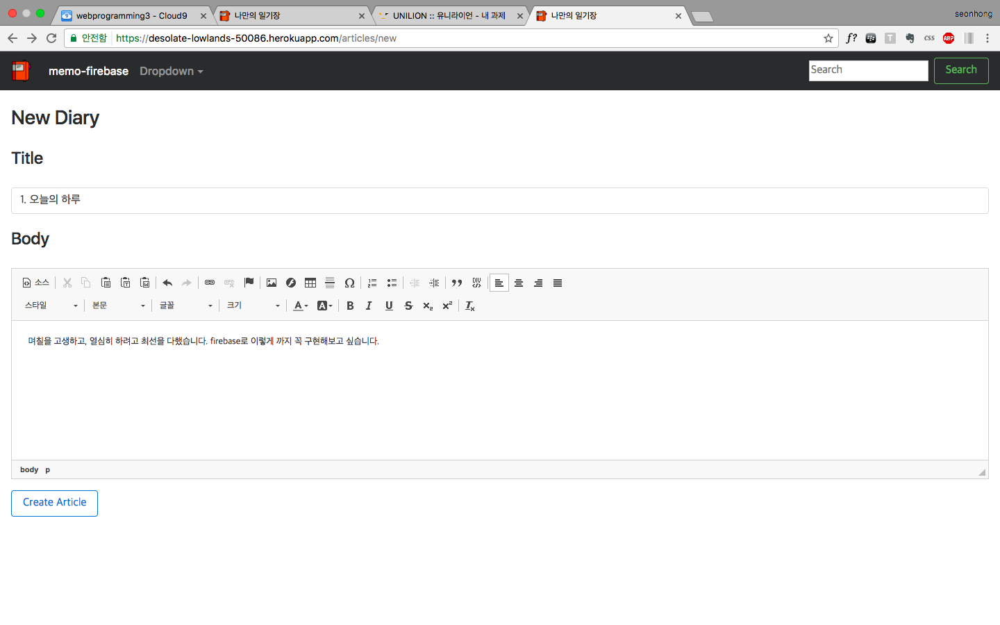 webprogramming3 - Cloud9
나만의 일기장
UNILION :: 유니라이언 - 내 과제
나만의 일기장
seonhong
안전함
https://desolate-lowlands-50086.herokuapp.com/articles/new
f?
T
css
ABP
memo-firebase
Dropdown
Search
Search
New Diary
Title
1. 오늘의 하루
Body
소스
스타일
본문
글꼴
크기
A
A
B
I
U
S
x₂
x²
Tx
며칠을 고생하고, 열심히 하려고 최선을 다했습니다. firebase로 이렇게 까지 꼭 구현해보고 싶습니다.
body p
Create Article